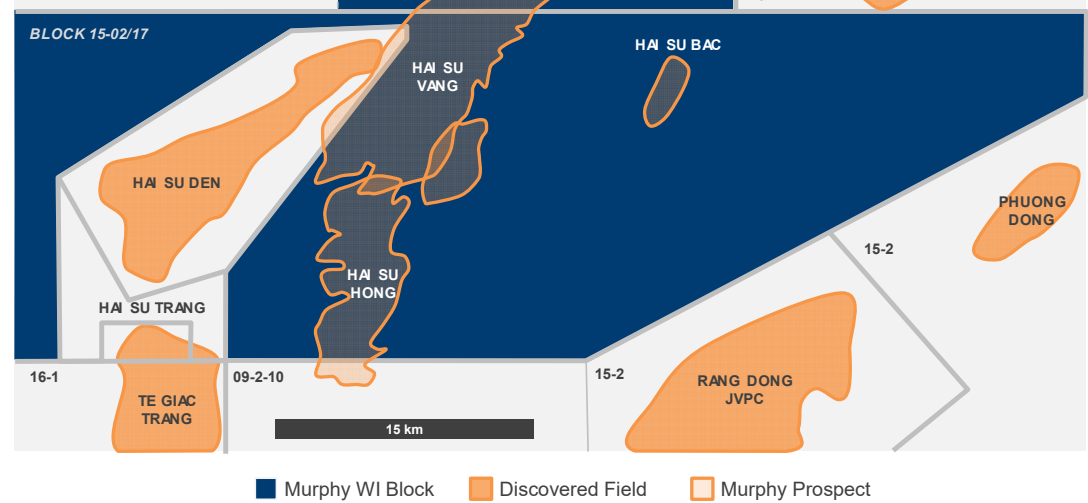 BLOCK 15-02/17
HAI SU BAC
HAI SU
VANG
HAI SU DEN
PHUONG
DONG
15-2
HAI SU
HONG
HAI SU TRANG
16-1
09-2-10
15-2
RANG DONG
JVPC
TE GIAC
TRANG
15 km
Murphy WI Block
Discovered Field
Murphy Prospect